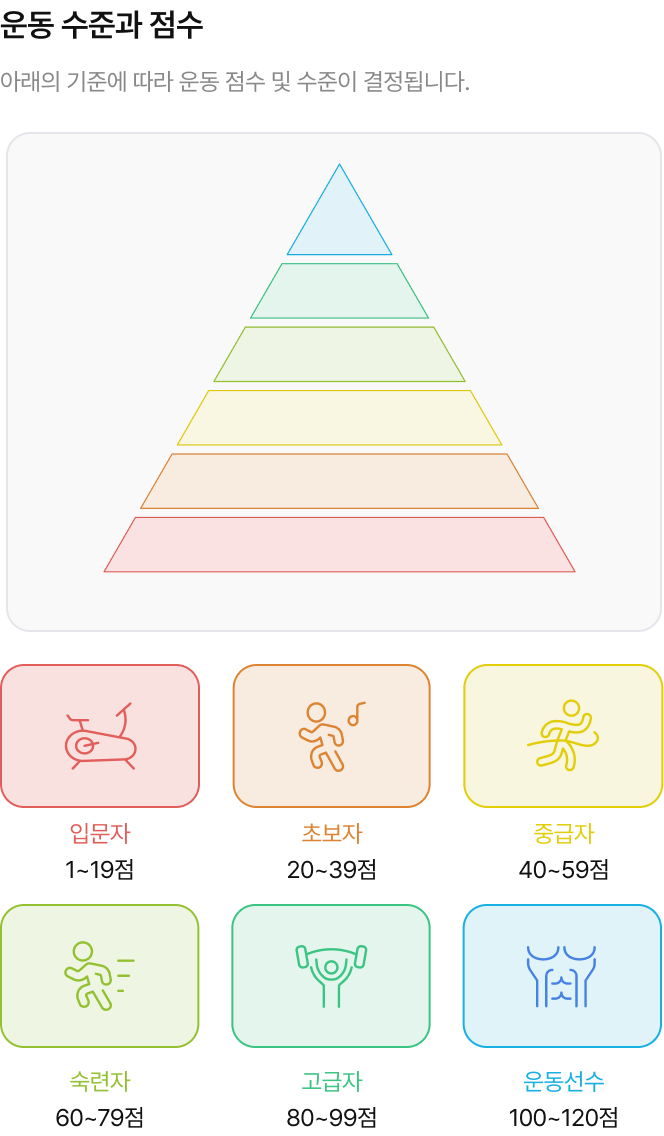 운동 수준과 점수
아래의 기준에 따라 운동 점수 및 수준이 결정됩니다.
입문자
1~19점
초보자
20~39점
중급자
40~59점
숙련자
60~79점
고급자
80~99점
운동선수
100~120점